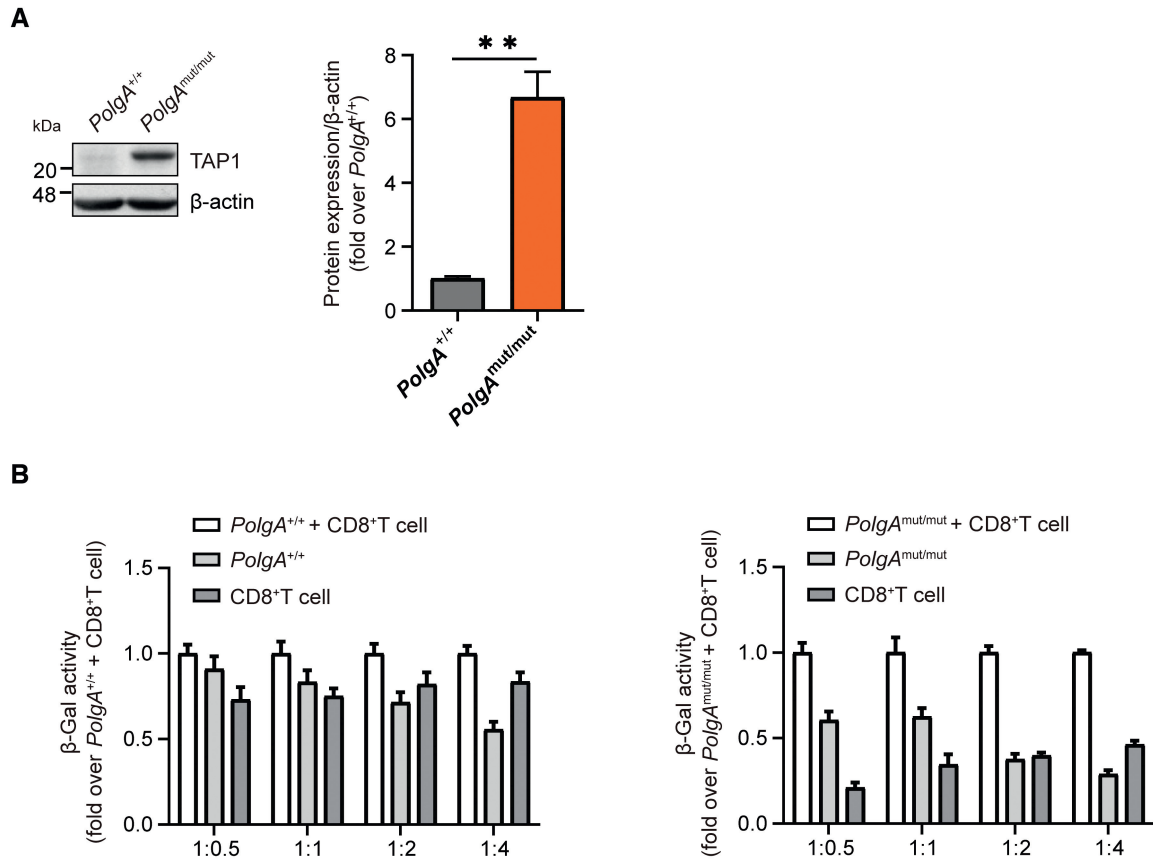 A
PolgA+/+
PolgAmut/mut
kDa
20
TAP1
48
β-actin
Protein expression/β-actin
(fold over PolgA+/+)
8
6
4
2
0
**
PolgA+/+
PolgAmut/mut
B
PolgA+/+ + CD8+T cell
PolgA+/+
CD8+T cell
β-Gal activity
(fold over PolgA+/+ + CD8+T cell)
1.5
1.0
0.5
0.0
1:0.5 1:1 1:2 1:4
PolgAmut/mut + CD8+T cell
PolgAmut/mut
CD8+T cell
β-Gal activity
(fold over PolgAmut/mut + CD8+T cell)
1.5
1.0
0.5
0.0
1:0.5 1:1 1:2 1:4